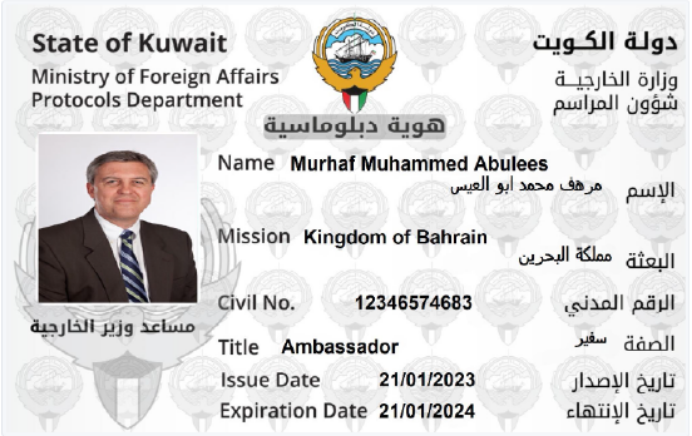 State of Kuwait
دولة الكويت
Ministry of Foreign Affairs
وزارة الخارجيـة
Protocols Department
شؤون المراسم
هوية دبلوماسية
Name Murhaf Muhammed Abulees
الإسم مرهف محمد ابو العيس
Mission Kingdom of Bahrain
البعثة مملكة البحرين
Civil No. 12346574683 الرقم المدني
مساعد وزير الخارجية
Title Ambassador الصفة سفير
Issue Date 21/01/2023 تاريخ الإصدار
Expiration Date 21/01/2024 تاريخ الإنتهاء